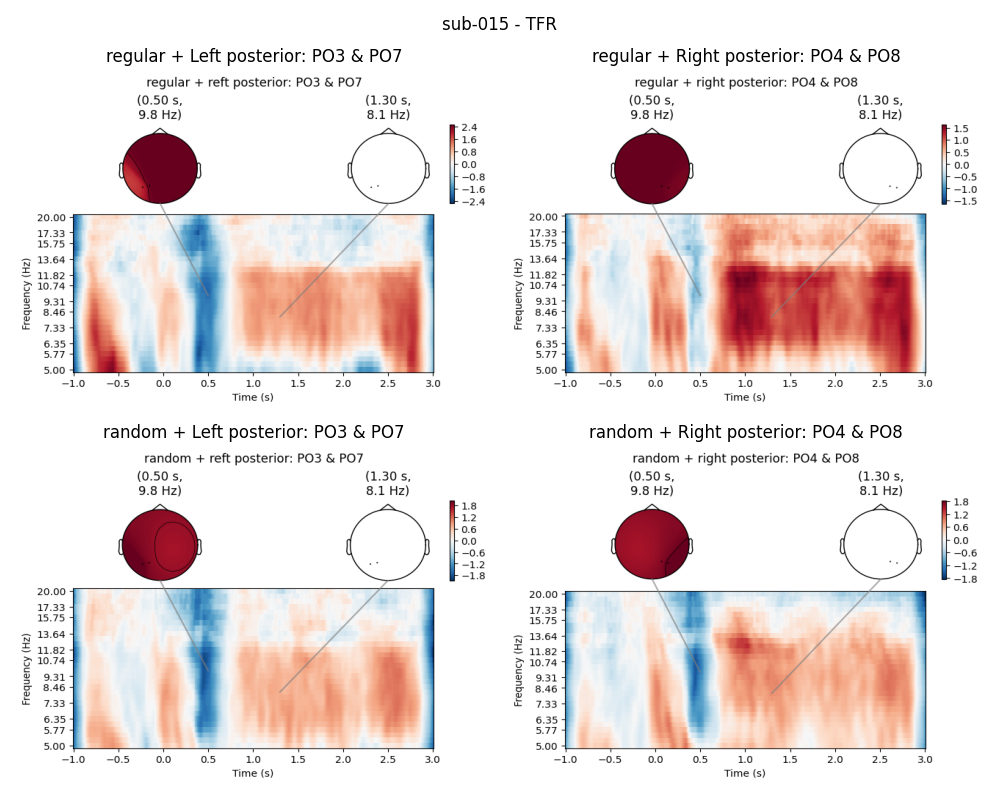 sub-015 - TFR
regular + Left posterior: PO3 & PO7
regular + reft posterior: PO3 & PO7
(0.50 s,
9.8 Hz)
(1.30 s,
8.1 Hz)
2.4
1.6
0.8
0.0
−0.8
−1.6
−2.4
Frequency (Hz)
20.00
17.33
15.75
13.64
11.82
10.74
9.31
8.46
7.33
6.35
5.77
5.00
−1.0 −0.5 0.0 0.5 1.0 1.5 2.0 2.5 3.0
Time (s)
regular + Right posterior: PO4 & PO8
regular + right posterior: PO4 & PO8
(0.50 s,
9.8 Hz)
(1.30 s,
8.1 Hz)
1.5
1.0
0.5
0.0
−0.5
−1.0
−1.5
Frequency (Hz)
20.00
17.33
15.75
13.64
11.82
10.74
9.31
8.46
7.33
6.35
5.77
5.00
−1.0 −0.5 0.0 0.5 1.0 1.5 2.0 2.5 3.0
Time (s)
random + Left posterior: PO3 & PO7
random + reft posterior: PO3 & PO7
(0.50 s,
9.8 Hz)
(1.30 s,
8.1 Hz)
1.8
1.2
0.6
0.0
−0.6
−1.2
−1.8
Frequency (Hz)
20.00
17.33
15.75
13.64
11.82
10.74
9.31
8.46
7.33
6.35
5.77
5.00
−1.0 −0.5 0.0 0.5 1.0 1.5 2.0 2.5 3.0
Time (s)
random + Right posterior: PO4 & PO8
random + right posterior: PO4 & PO8
(0.50 s,
9.8 Hz)
(1.30 s,
8.1 Hz)
1.8
1.2
0.6
0.0
−0.6
−1.2
−1.8
Frequency (Hz)
20.00
17.33
15.75
13.64
11.82
10.74
9.31
8.46
7.33
6.35
5.77
5.00
−1.0 −0.5 0.0 0.5 1.0 1.5 2.0 2.5 3.0
Time (s)